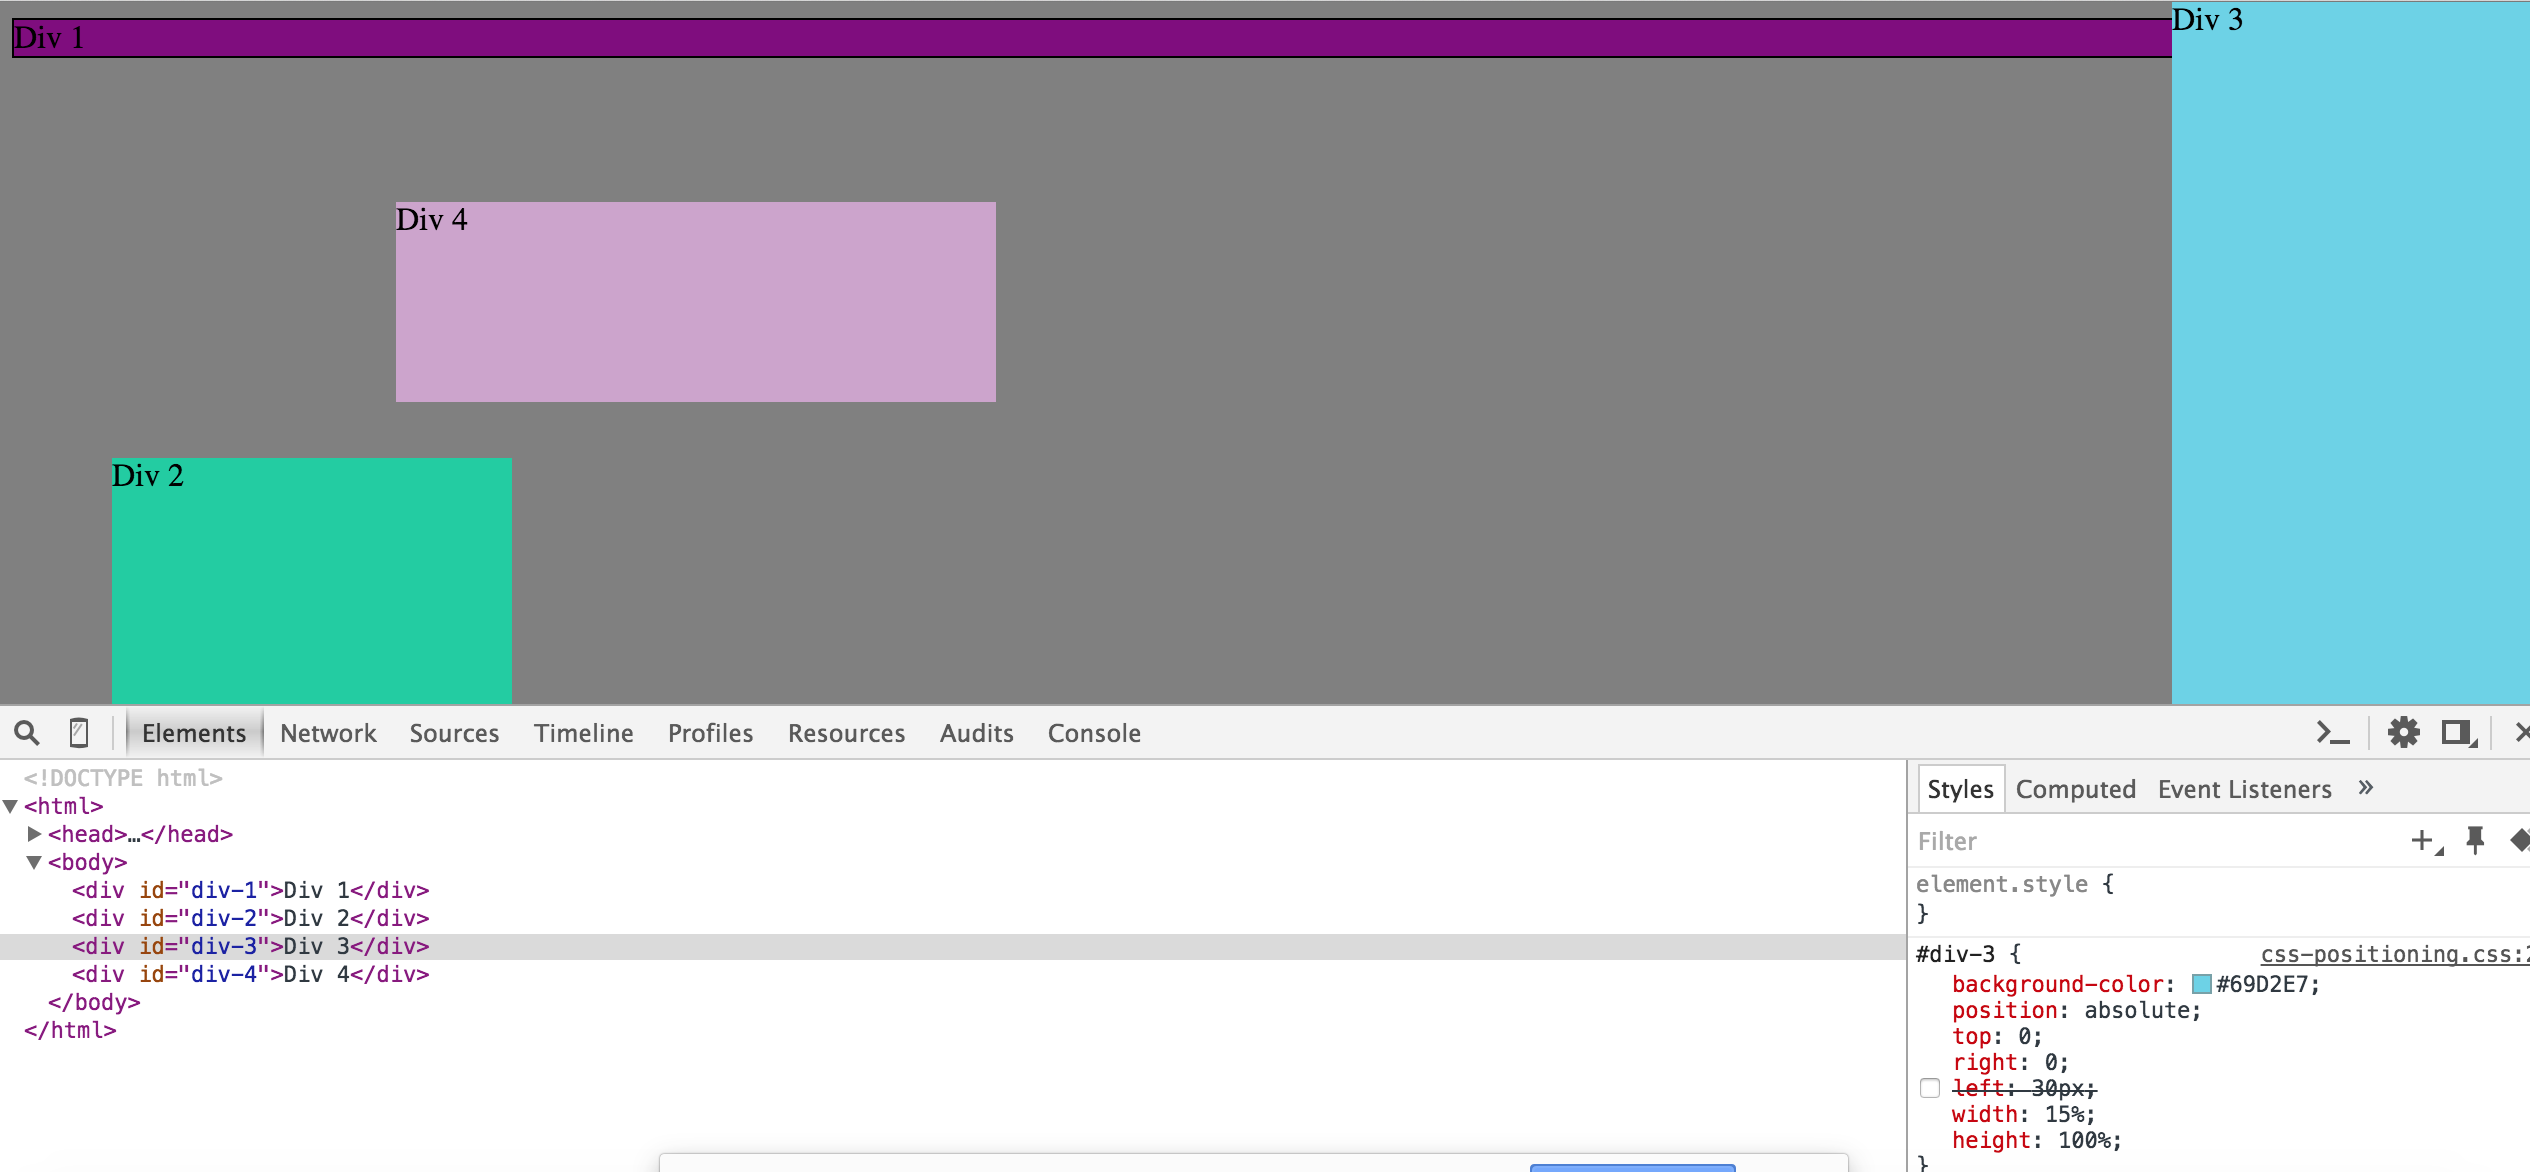 Div 1
Div 3
Div 4
Div 2
Elements Network Sources Timeline Profiles Resources Audits Console
<!DOCTYPE html>
<html>
<head>…</head>
<body>
<div id="div-1">Div 1</div>
<div id="div-2">Div 2</div>
<div id="div-3">Div 3</div>
<div id="div-4">Div 4</div>
</body>
</html>
Styles Computed Event Listeners »
Filter
element.style {
}
#div-3 { css-positioning.css:2
background-color: #69D2E7;
position: absolute;
top: 0;
right: 0;
left: 30px;
width: 15%;
height: 100%;
}